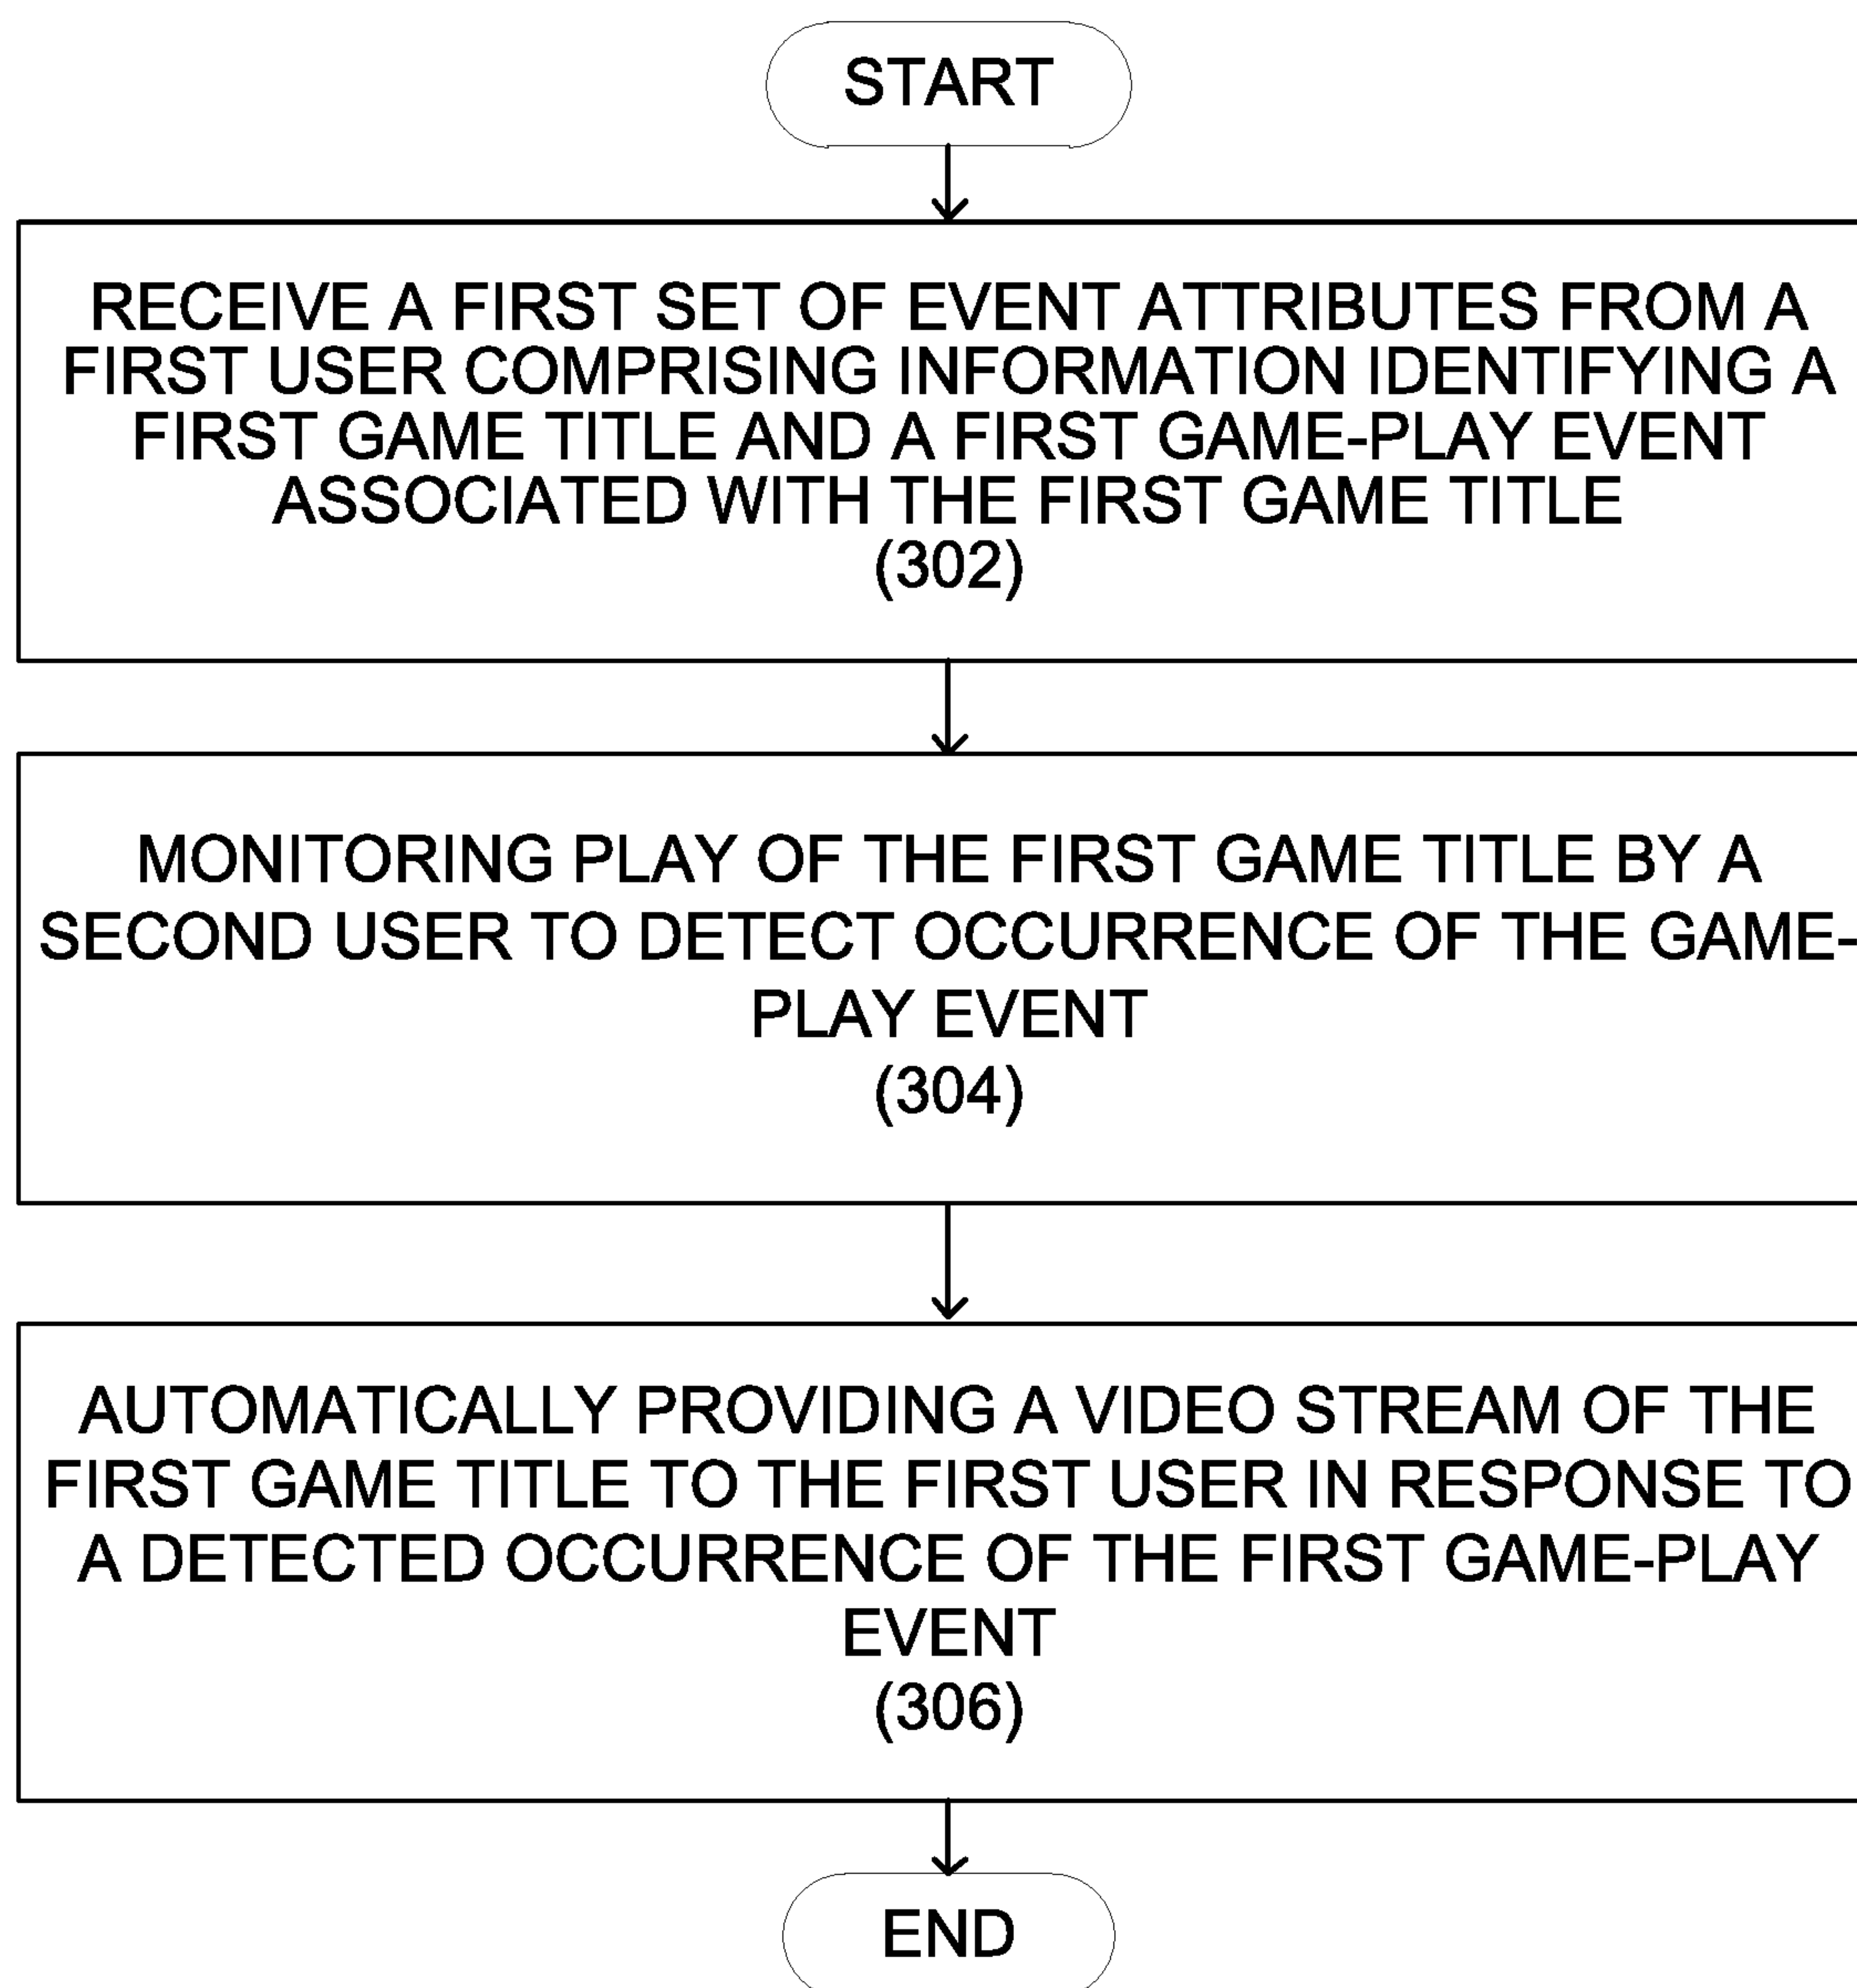 START
RECEIVE A FIRST SET OF EVENT ATTRIBUTES FROM A
FIRST USER COMPRISING INFORMATION IDENTIFYING A
FIRST GAME TITLE AND A FIRST GAME-PLAY EVENT
ASSOCIATED WITH THE FIRST GAME TITLE
(302)
MONITORING PLAY OF THE FIRST GAME TITLE BY A
SECOND USER TO DETECT OCCURRENCE OF THE GAME-
PLAY EVENT
(304)
AUTOMATICALLY PROVIDING A VIDEO STREAM OF THE
FIRST GAME TITLE TO THE FIRST USER IN RESPONSE TO
A DETECTED OCCURRENCE OF THE FIRST GAME-PLAY
EVENT
(306)
END